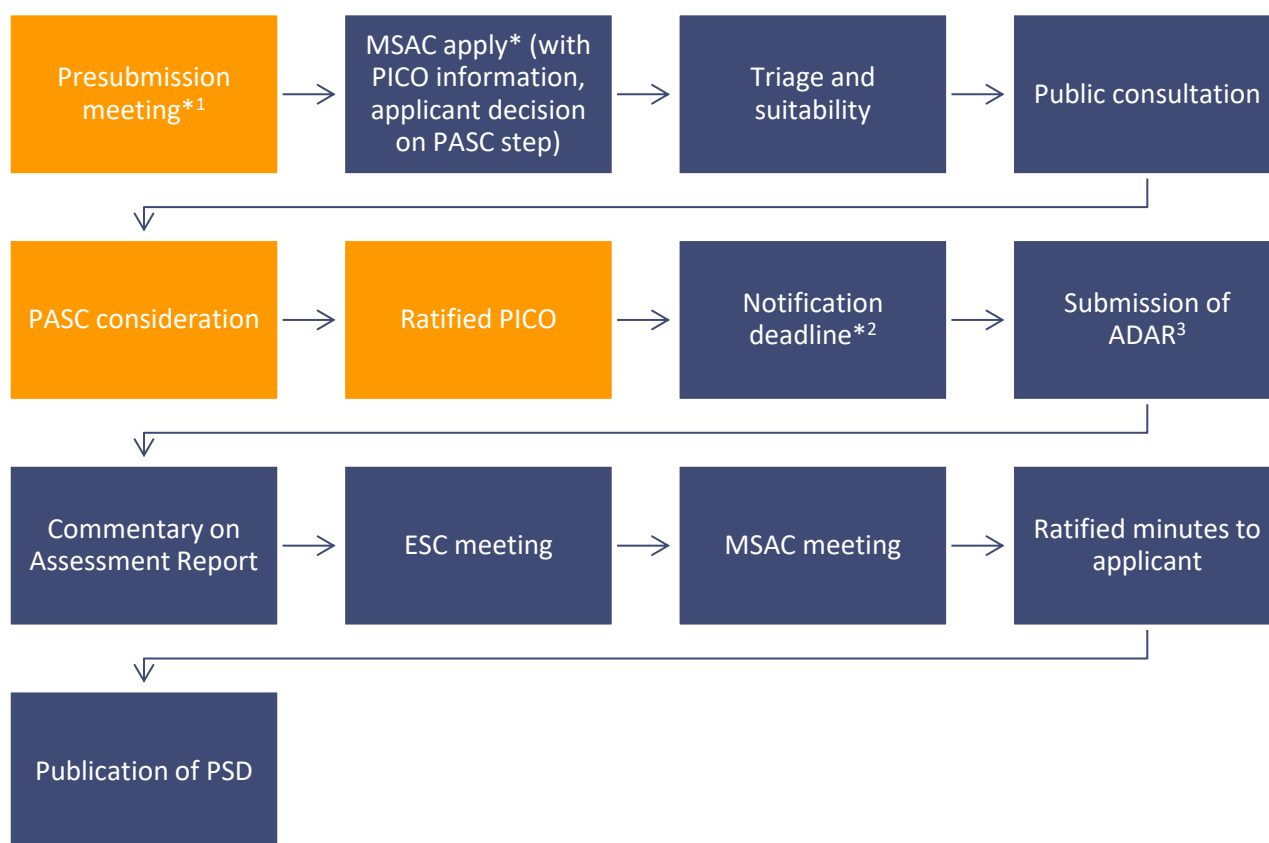 Presubmission
meeting*1
MSAC apply* (with
PICO information,
applicant decision
on PASC step)
Triage and
suitability
Public consultation
PASC consideration
Ratified PICO
Notification
deadline*2
Submission of
ADAR3
Commentary on
Assessment Report
ESC meeting
MSAC meeting
Ratified minutes to
applicant
Publication of PSD